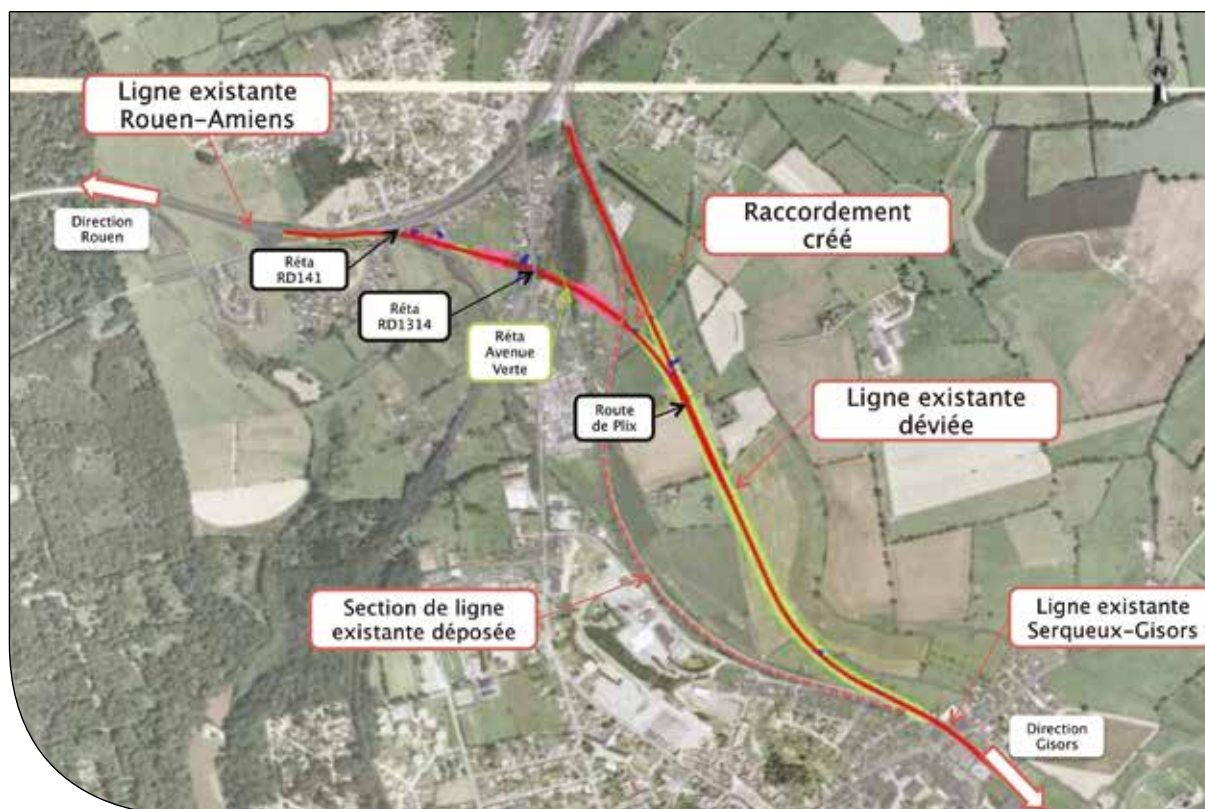 Ligne existante
Rouen-Amiens
Direction
Rouen
Réta
RD141
Réta
RD1314
Réta
Avenue
Verte
Raccordement
créé
Route
de Plix
Ligne existante
déviée
Section de ligne
existante déposée
Ligne existante
Serqueux-Gisors
Direction
Gisors